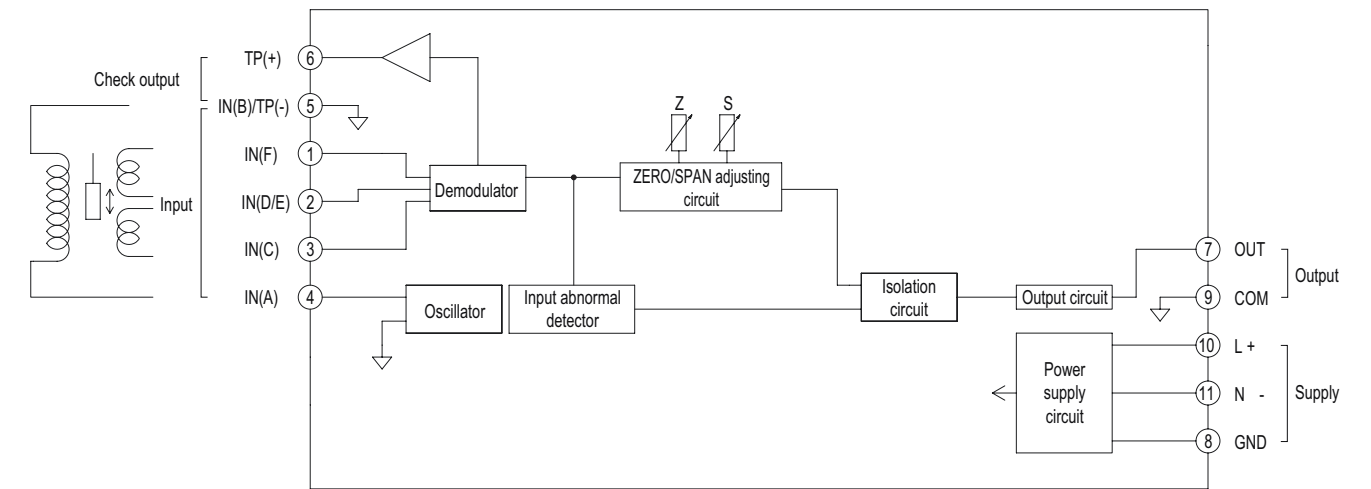 TP(+) 6
Check output
IN(B)/TP(-) 5
Z S
IN(F) 1
ZERO/SPAN adjusting
circuit
Demodulator
Input
IN(D/E) 2
IN(C) 3
7 OUT
Isolation
circuit
Output
Input abnormal
detector
IN(A) 4
Oscillator
Output circuit
9 COM
10 L +
Power
supply
circuit
11 N -
Supply
8 GND